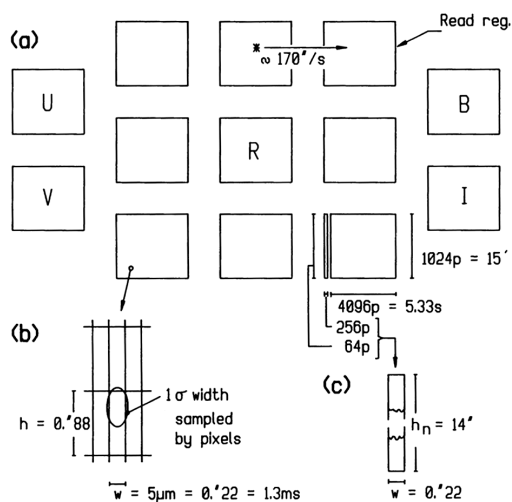 (a)
Read reg.
* ∾ 170"/s
U
B
R
V
I
1024p = 15'
4096p = 5.33s
256p
64p
(b)
1σ width
sampled
by pixels
h = 0."88
w = 5µm = 0."22 = 1.3ms
(c)
hn = 14"
w = 0."22